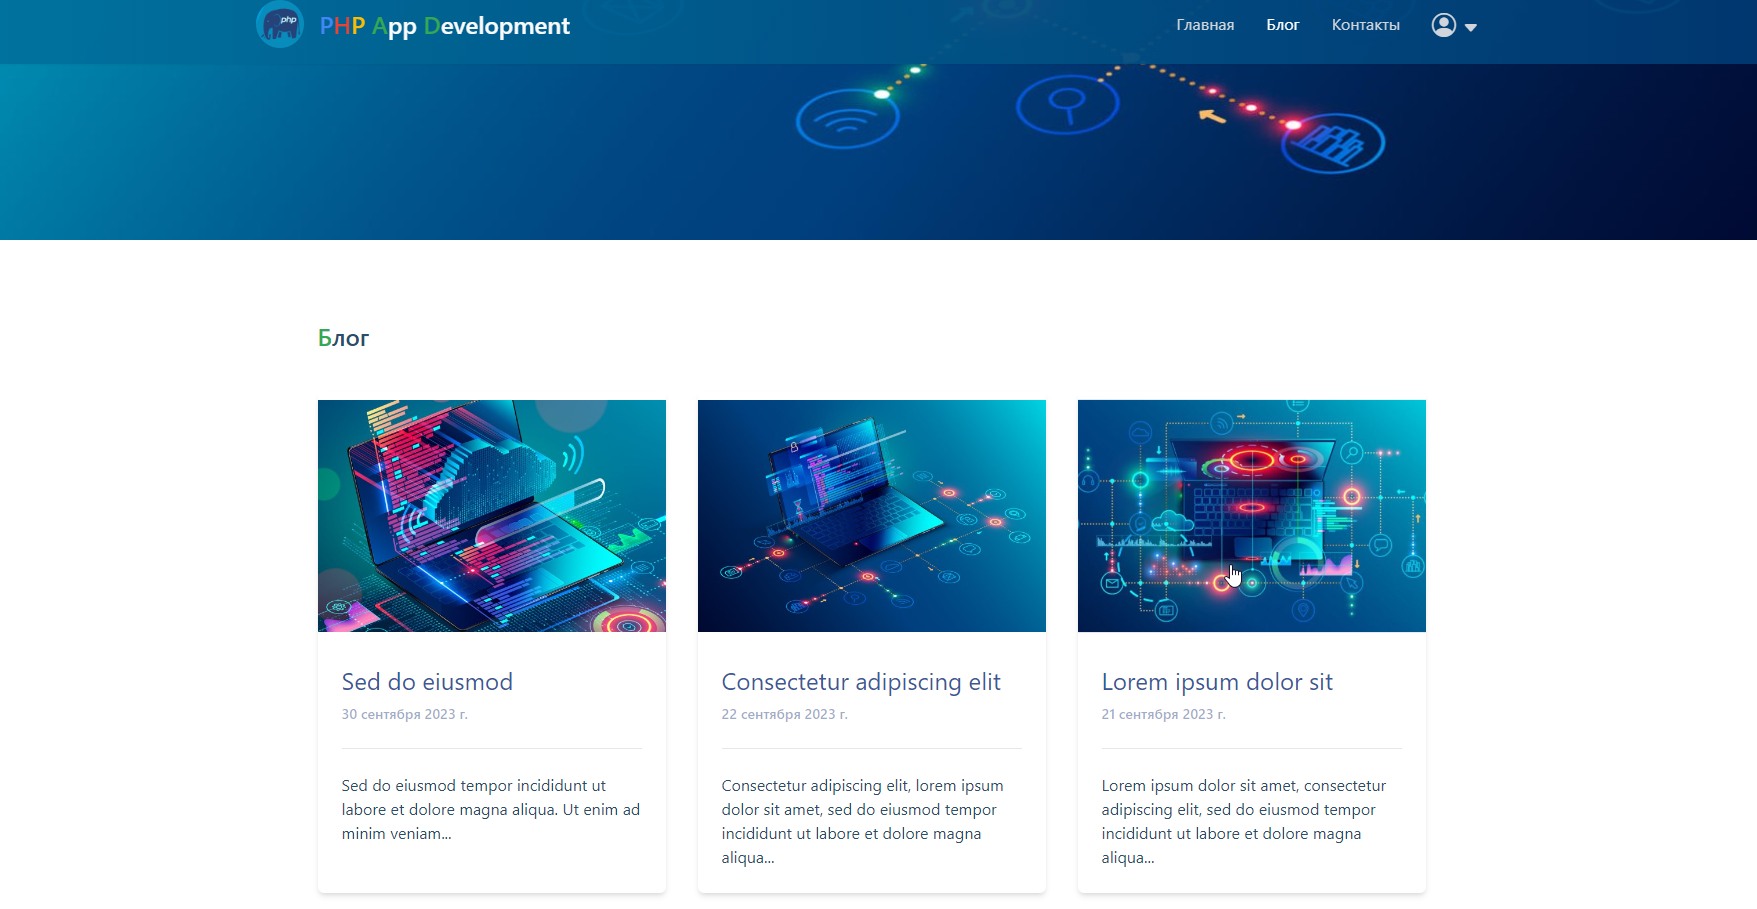 php
PHP App Development
Главная
Блог
Контакты
Блог
Sed do eiusmod
30 сентября 2023 г.
Sed do eiusmod tempor incididunt ut
labore et dolore magna aliqua. Ut enim ad
minim veniam...
Consectetur adipiscing elit
22 сентября 2023 г.
Consectetur adipiscing elit, lorem ipsum
dolor sit amet, sed do eiusmod tempor
incididunt ut labore et dolore magna
aliqua...
Lorem ipsum dolor sit
21 сентября 2023 г.
Lorem ipsum dolor sit amet, consectetur
adipiscing elit, sed do eiusmod tempor
incididunt ut labore et dolore magna
aliqua...